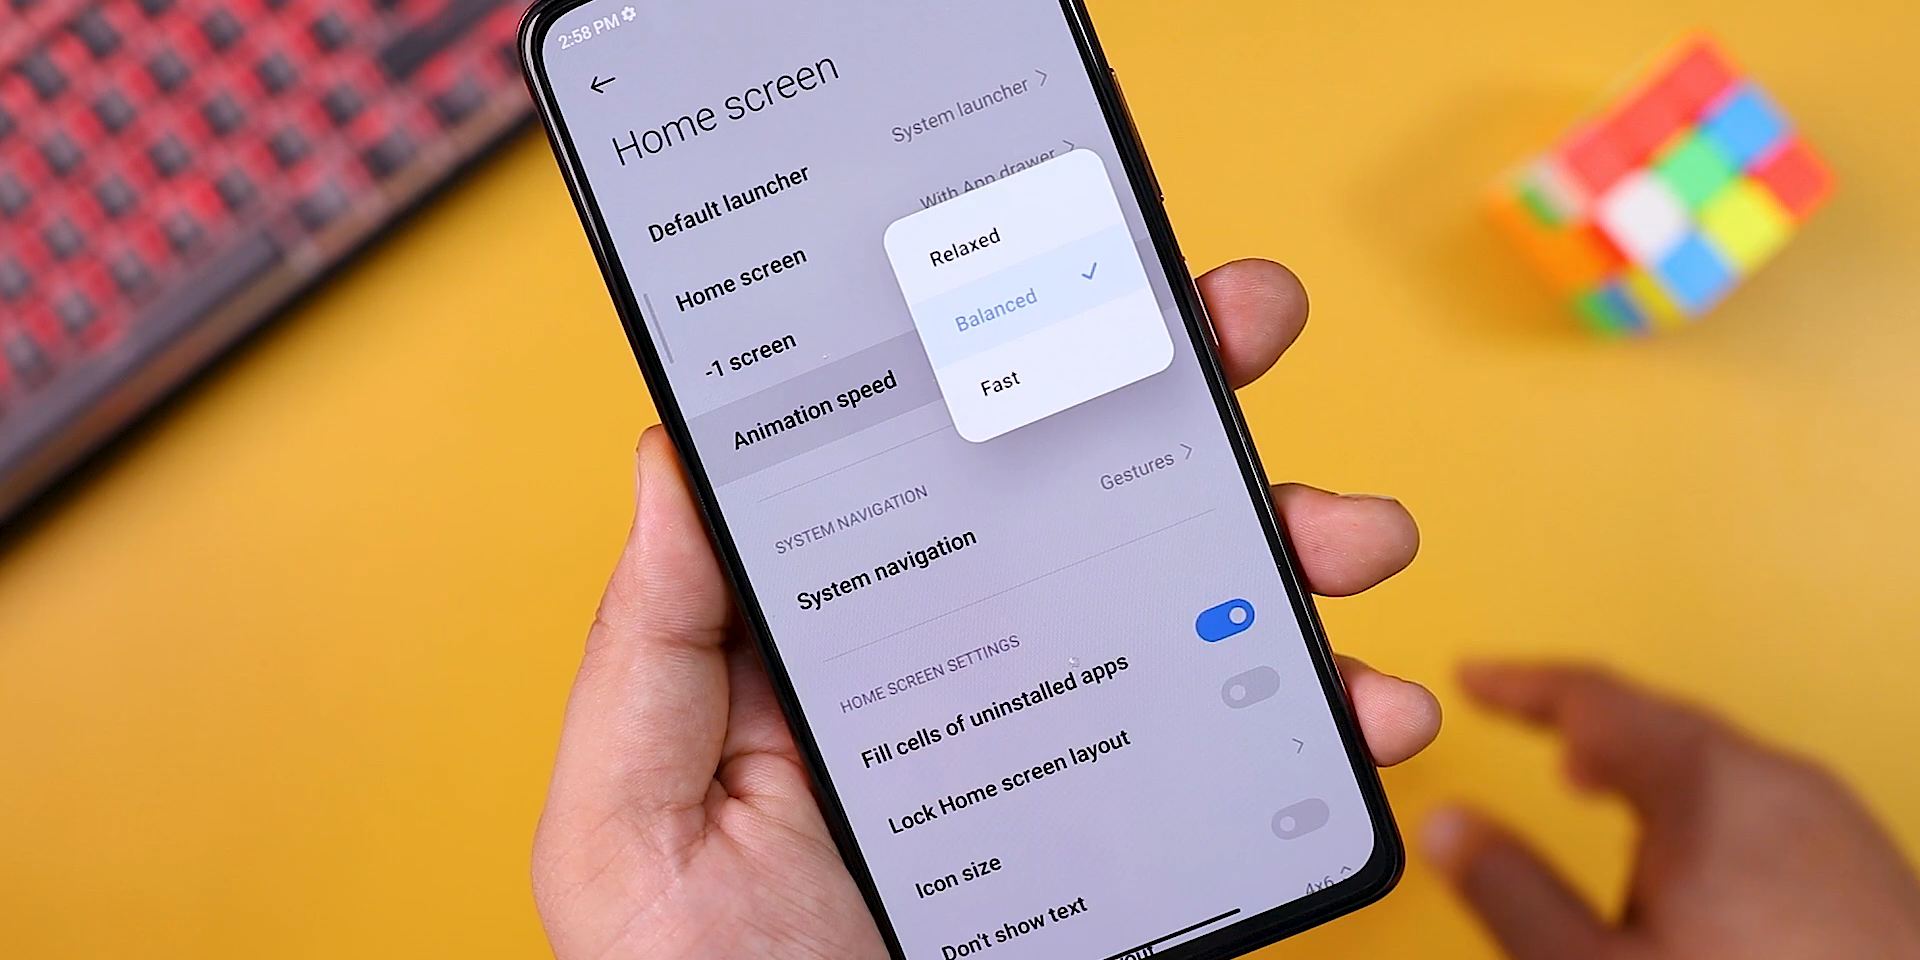 2:58 PM
Home screen
Default launcher
System launcher
Home screen
With App drawer
-1 screen
Animation speed
Relaxed
Balanced
Fast
SYSTEM NAVIGATION
System navigation
Gestures
HOME SCREEN SETTINGS
Fill cells of uninstalled apps
Lock Home screen layout
Icon size
Don't show text
4x6